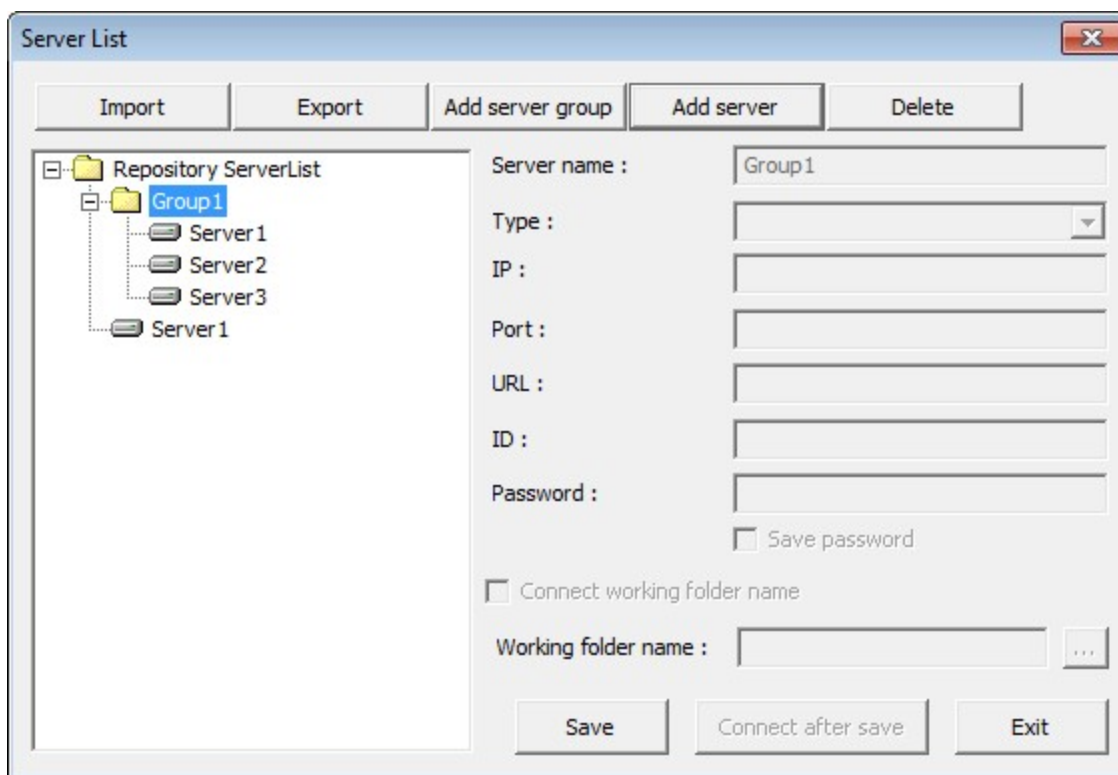 Server List
Import Export Add server group Add server Delete
Repository ServerList
Group1
Server1
Server2
Server3
Server1
Server name : Group1
Type :
IP :
Port :
URL :
ID :
Password :
Save password
Connect working folder name
Working folder name : ...
Save Connect after save Exit